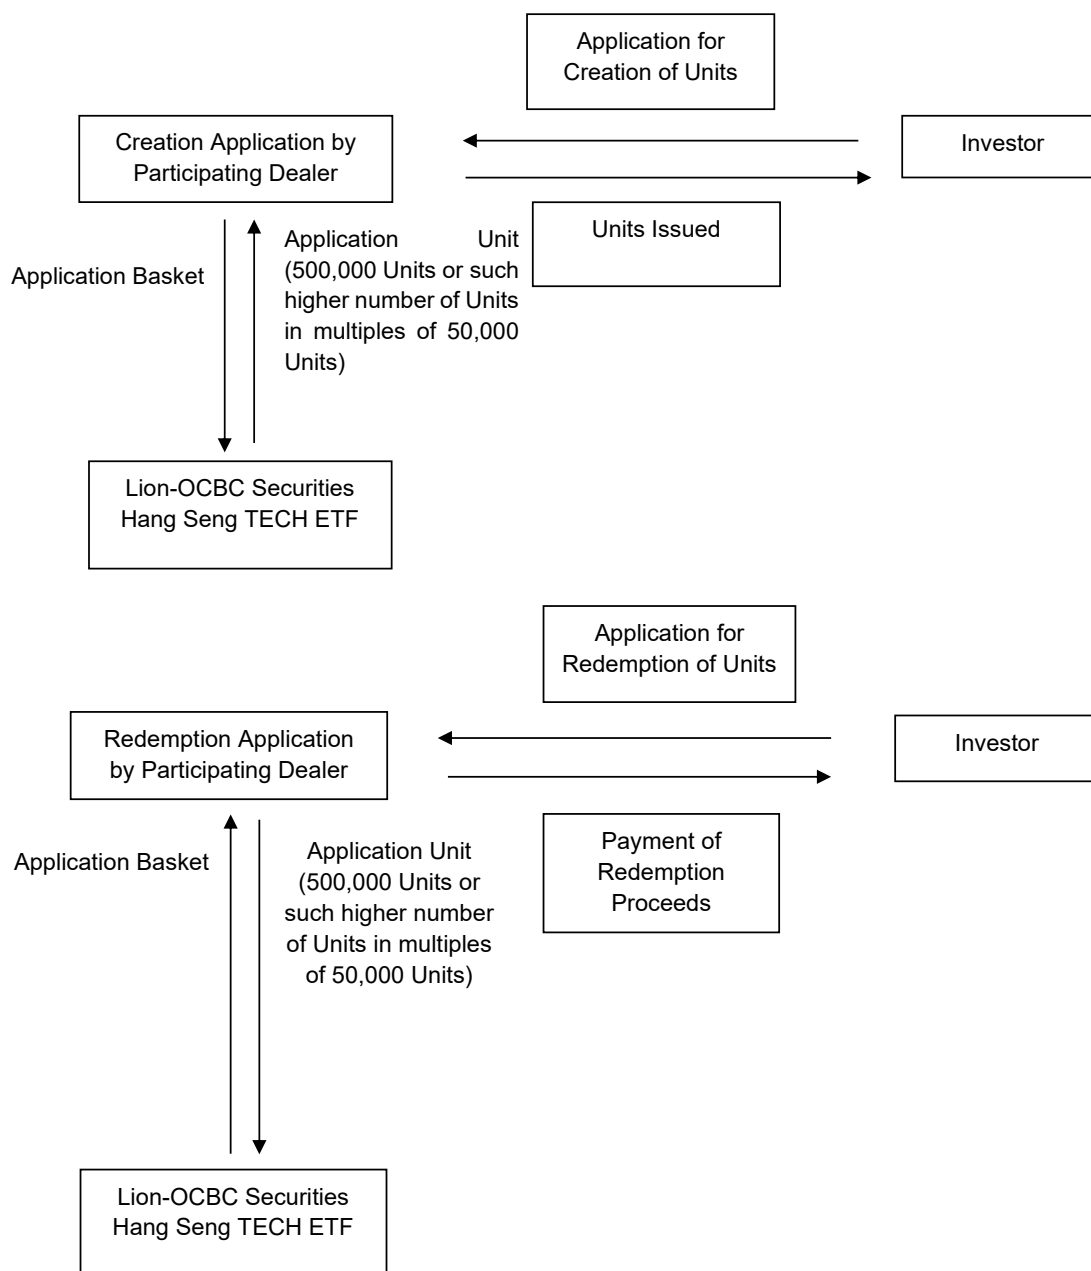 Application for
Creation of Units
Creation Application by
Participating Dealer
Investor
Units Issued
Application Basket
Application Unit
(500,000 Units or such
higher number of Units
in multiples of 50,000
Units)
Lion-OCBC Securities
Hang Seng TECH ETF
Application for
Redemption of Units
Redemption Application
by Participating Dealer
Investor
Payment of
Redemption
Proceeds
Application Basket
Application Unit
(500,000 Units or
such higher number
of Units in multiples
of 50,000 Units)
Lion-OCBC Securities
Hang Seng TECH ETF